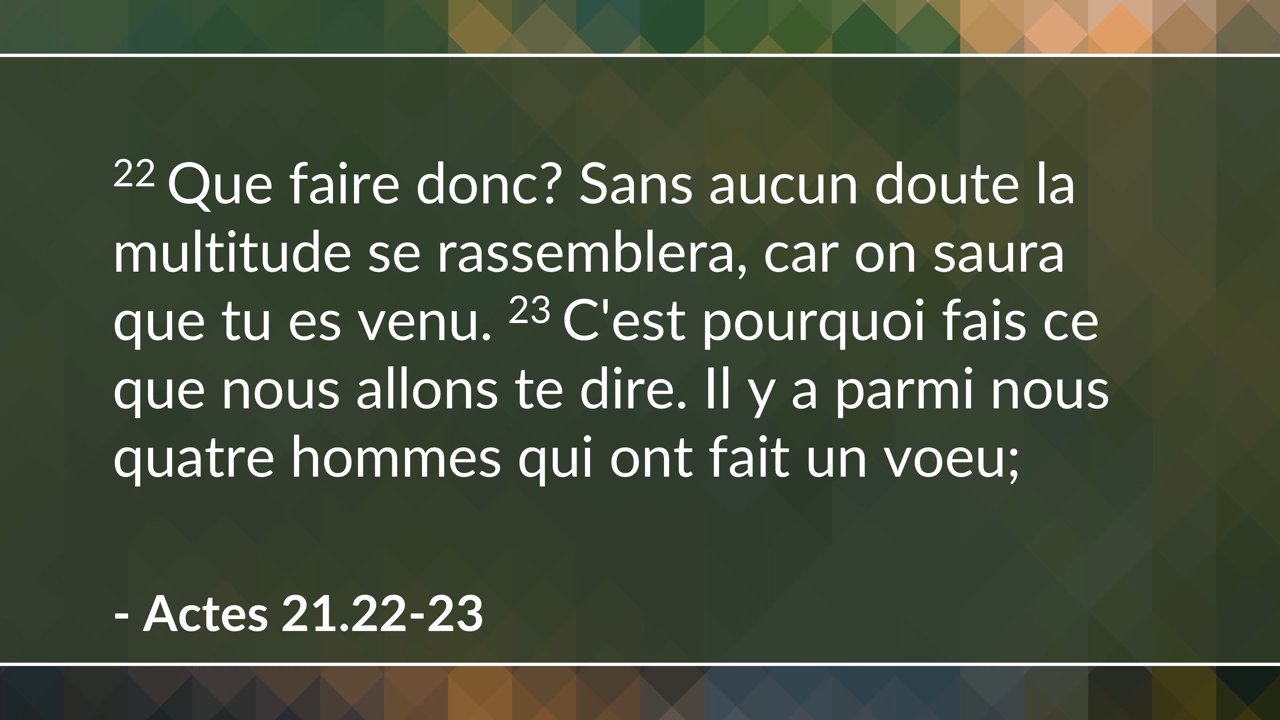 22 Que faire donc? Sans aucun doute la
multitude se rassemblera, car on saura
que tu es venu. 23 C'est pourquoi fais ce
que nous allons te dire. Il y a parmi nous
quatre hommes qui ont fait un voeu;
- Actes 21.22-23